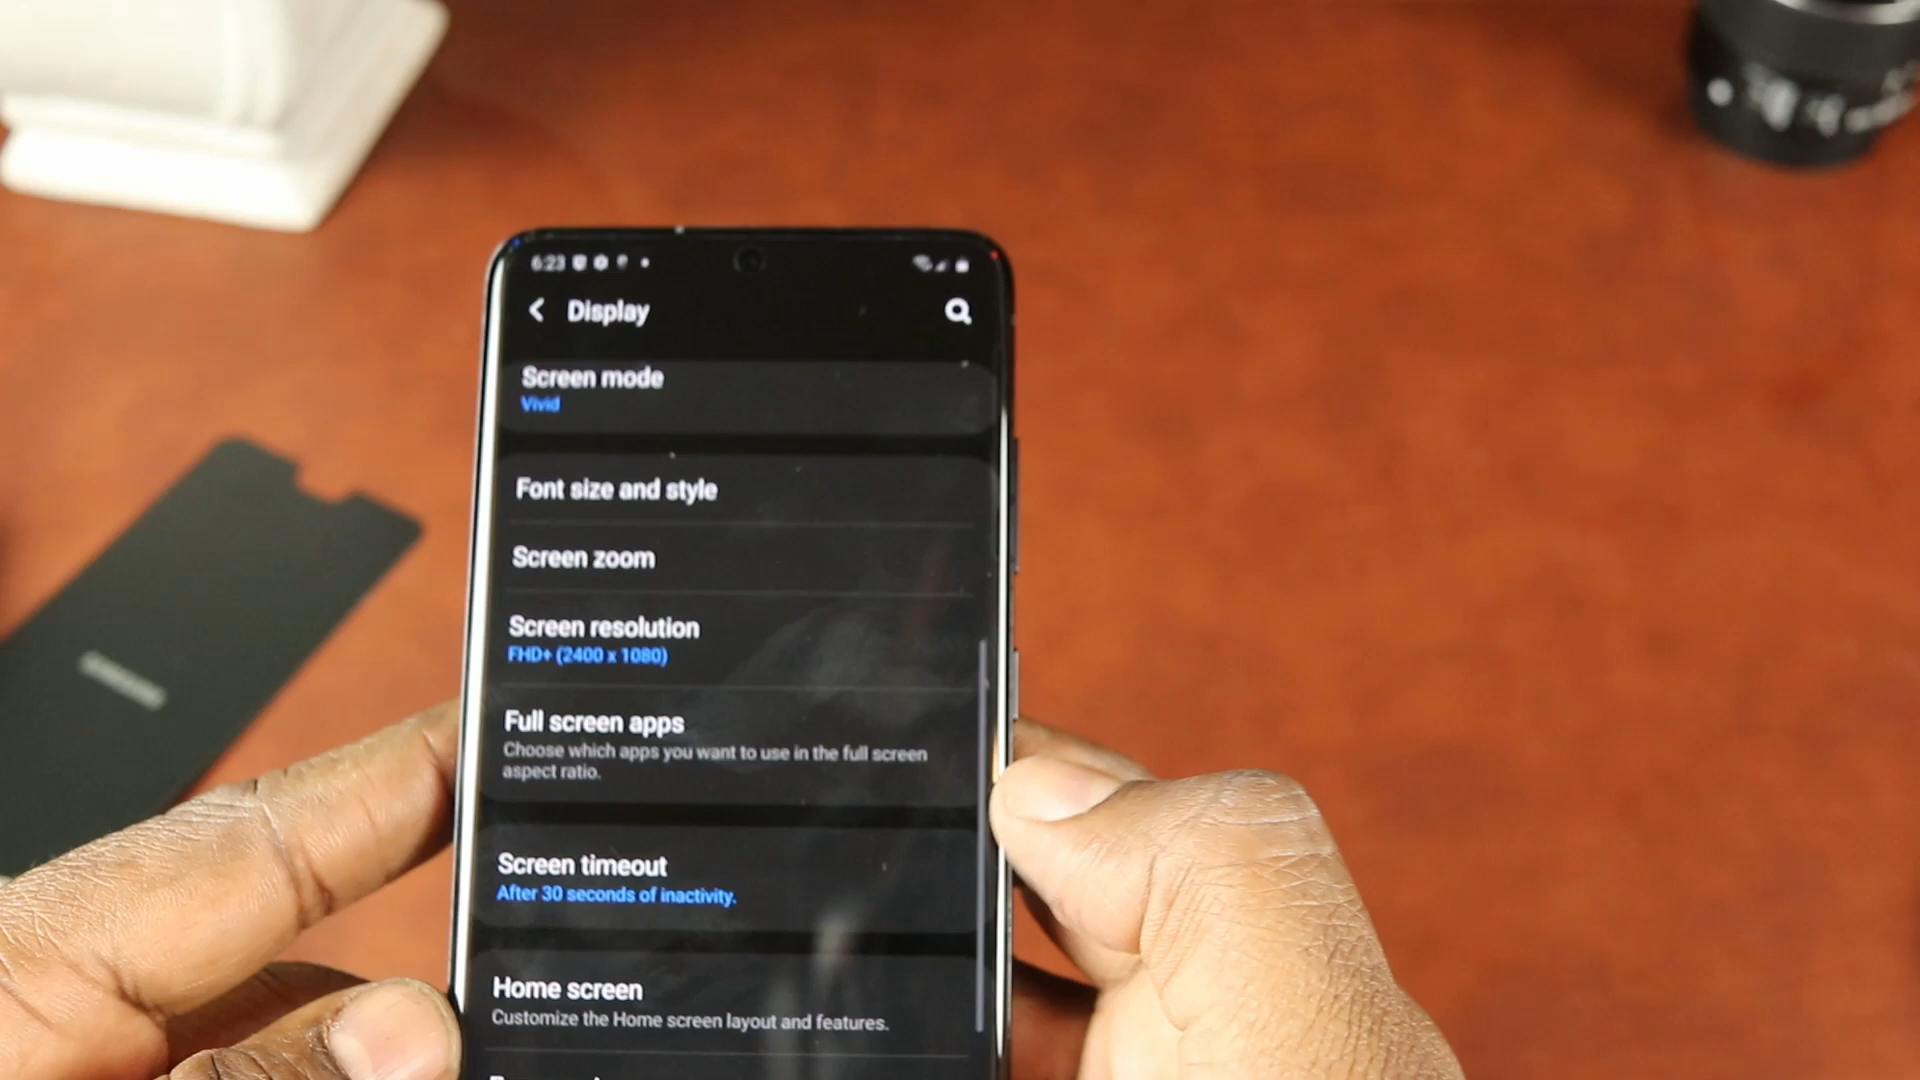 6:23
Display
Screen mode
Vivid
Font size and style
Screen zoom
Screen resolution
FHD+ (2400 x 1080)
Full screen apps
Choose which apps you want to use in the full screen
aspect ratio.
Screen timeout
After 30 seconds of inactivity.
Home screen
Customize the Home screen layout and features.